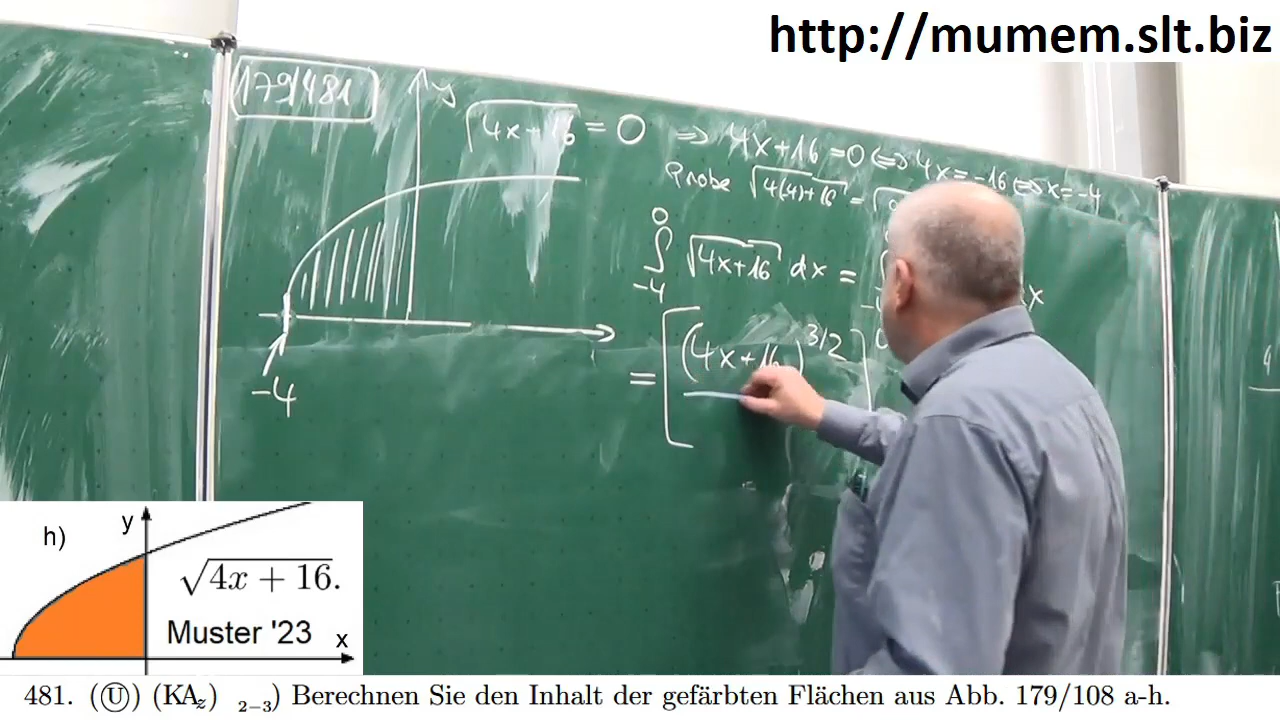 http://mumem.slt.biz
179/481
y
√4x+16 = 0 ⇒ 4x+16=0 ⇔ 4x=-16 ⇔ x=-4
Probe √4(4)+16 = √
0
∫ √4x+16 dx = ∫ x
-4
= [ (4x+16)^3/2 ] 0
-4
h) y
√4x + 16.
Muster '23 x
481. (Ⓤ) (KA_z) 2−3) Berechnen Sie den Inhalt der gefärbten Flächen aus Abb. 179/108 a-h.